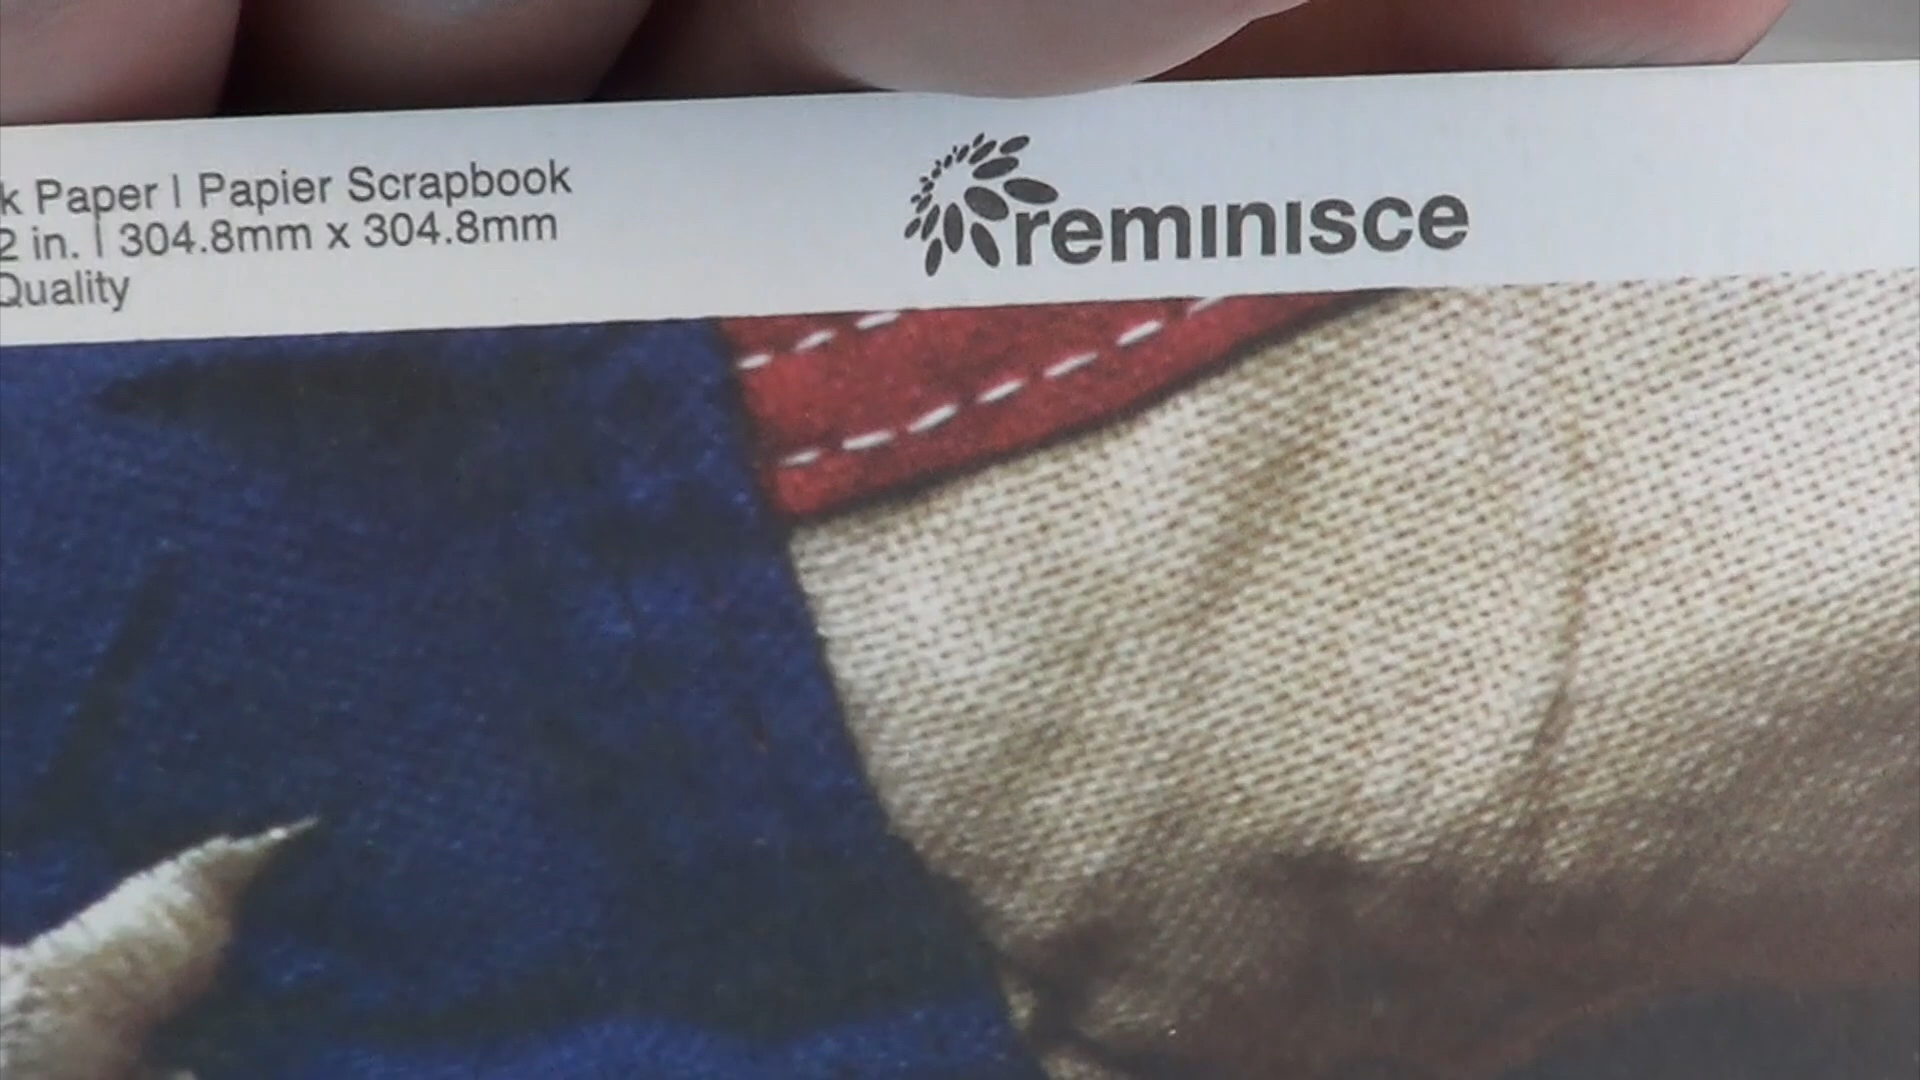 k Paper | Papier Scrapbook
2 in. | 304.8mm x 304.8mm
Quality
reminisce